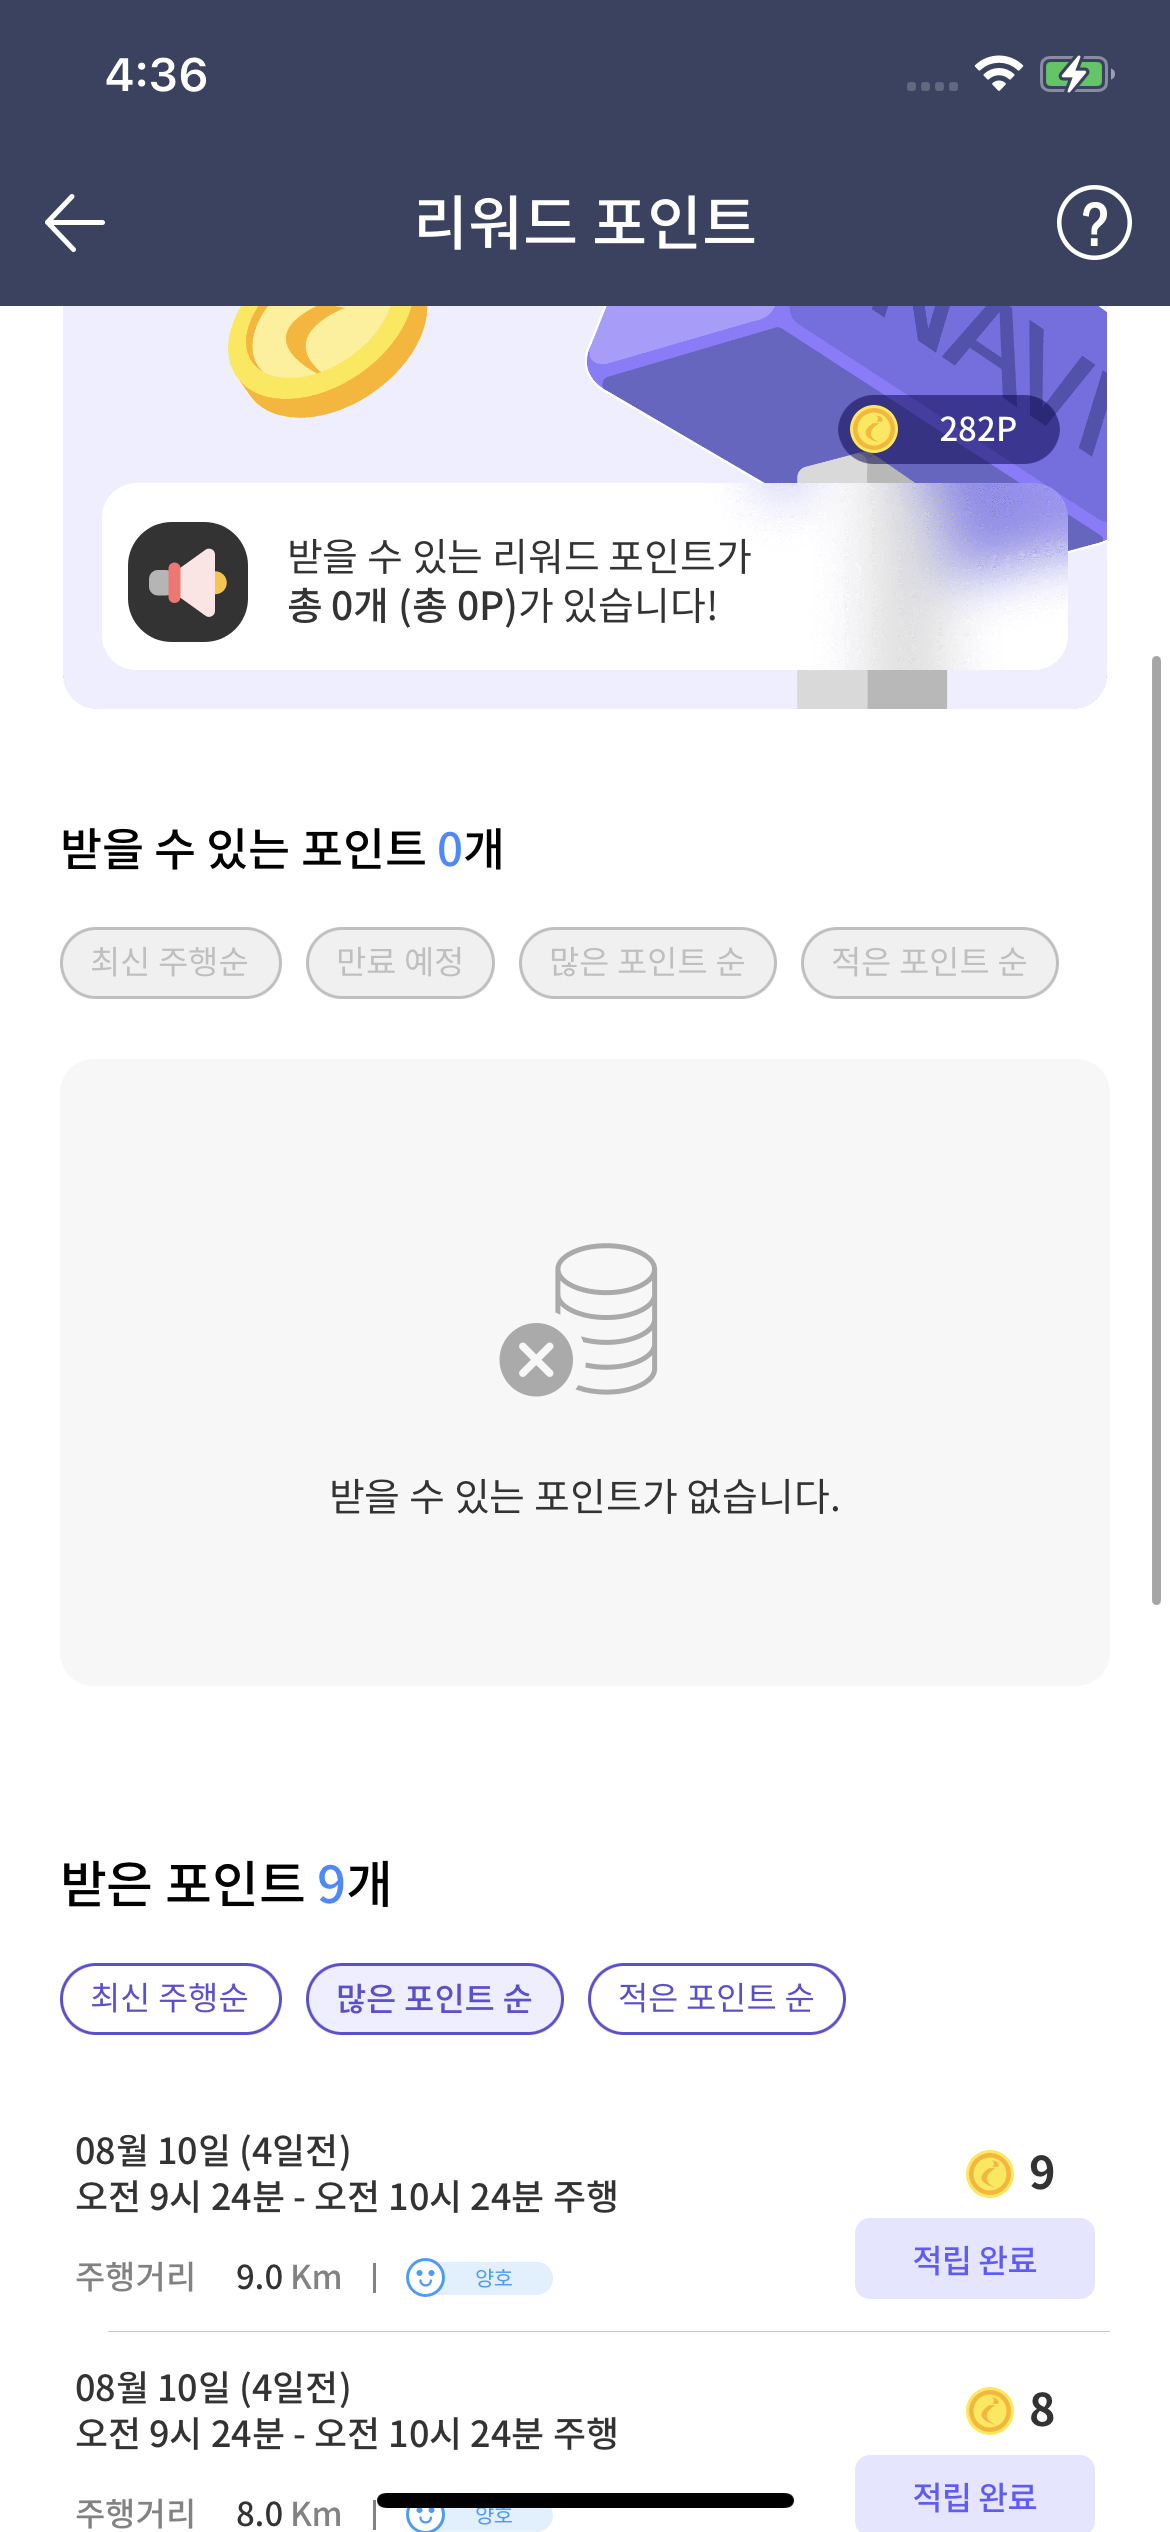 4:36
리워드 포인트
?
NAVI
282P
받을 수 있는 리워드 포인트가
총 0개 (총 0P)가 있습니다!
받을 수 있는 포인트 0개
최신 주행순 만료 예정 많은 포인트 순 적은 포인트 순
받을 수 있는 포인트가 없습니다.
받은 포인트 9개
최신 주행순 많은 포인트 순 적은 포인트 순
08월 10일 (4일전)
오전 9시 24분 - 오전 10시 24분 주행
9
주행거리 9.0 Km | 양호
적립 완료
08월 10일 (4일전)
오전 9시 24분 - 오전 10시 24분 주행
8
주행거리 8.0 Km | 양호
적립 완료